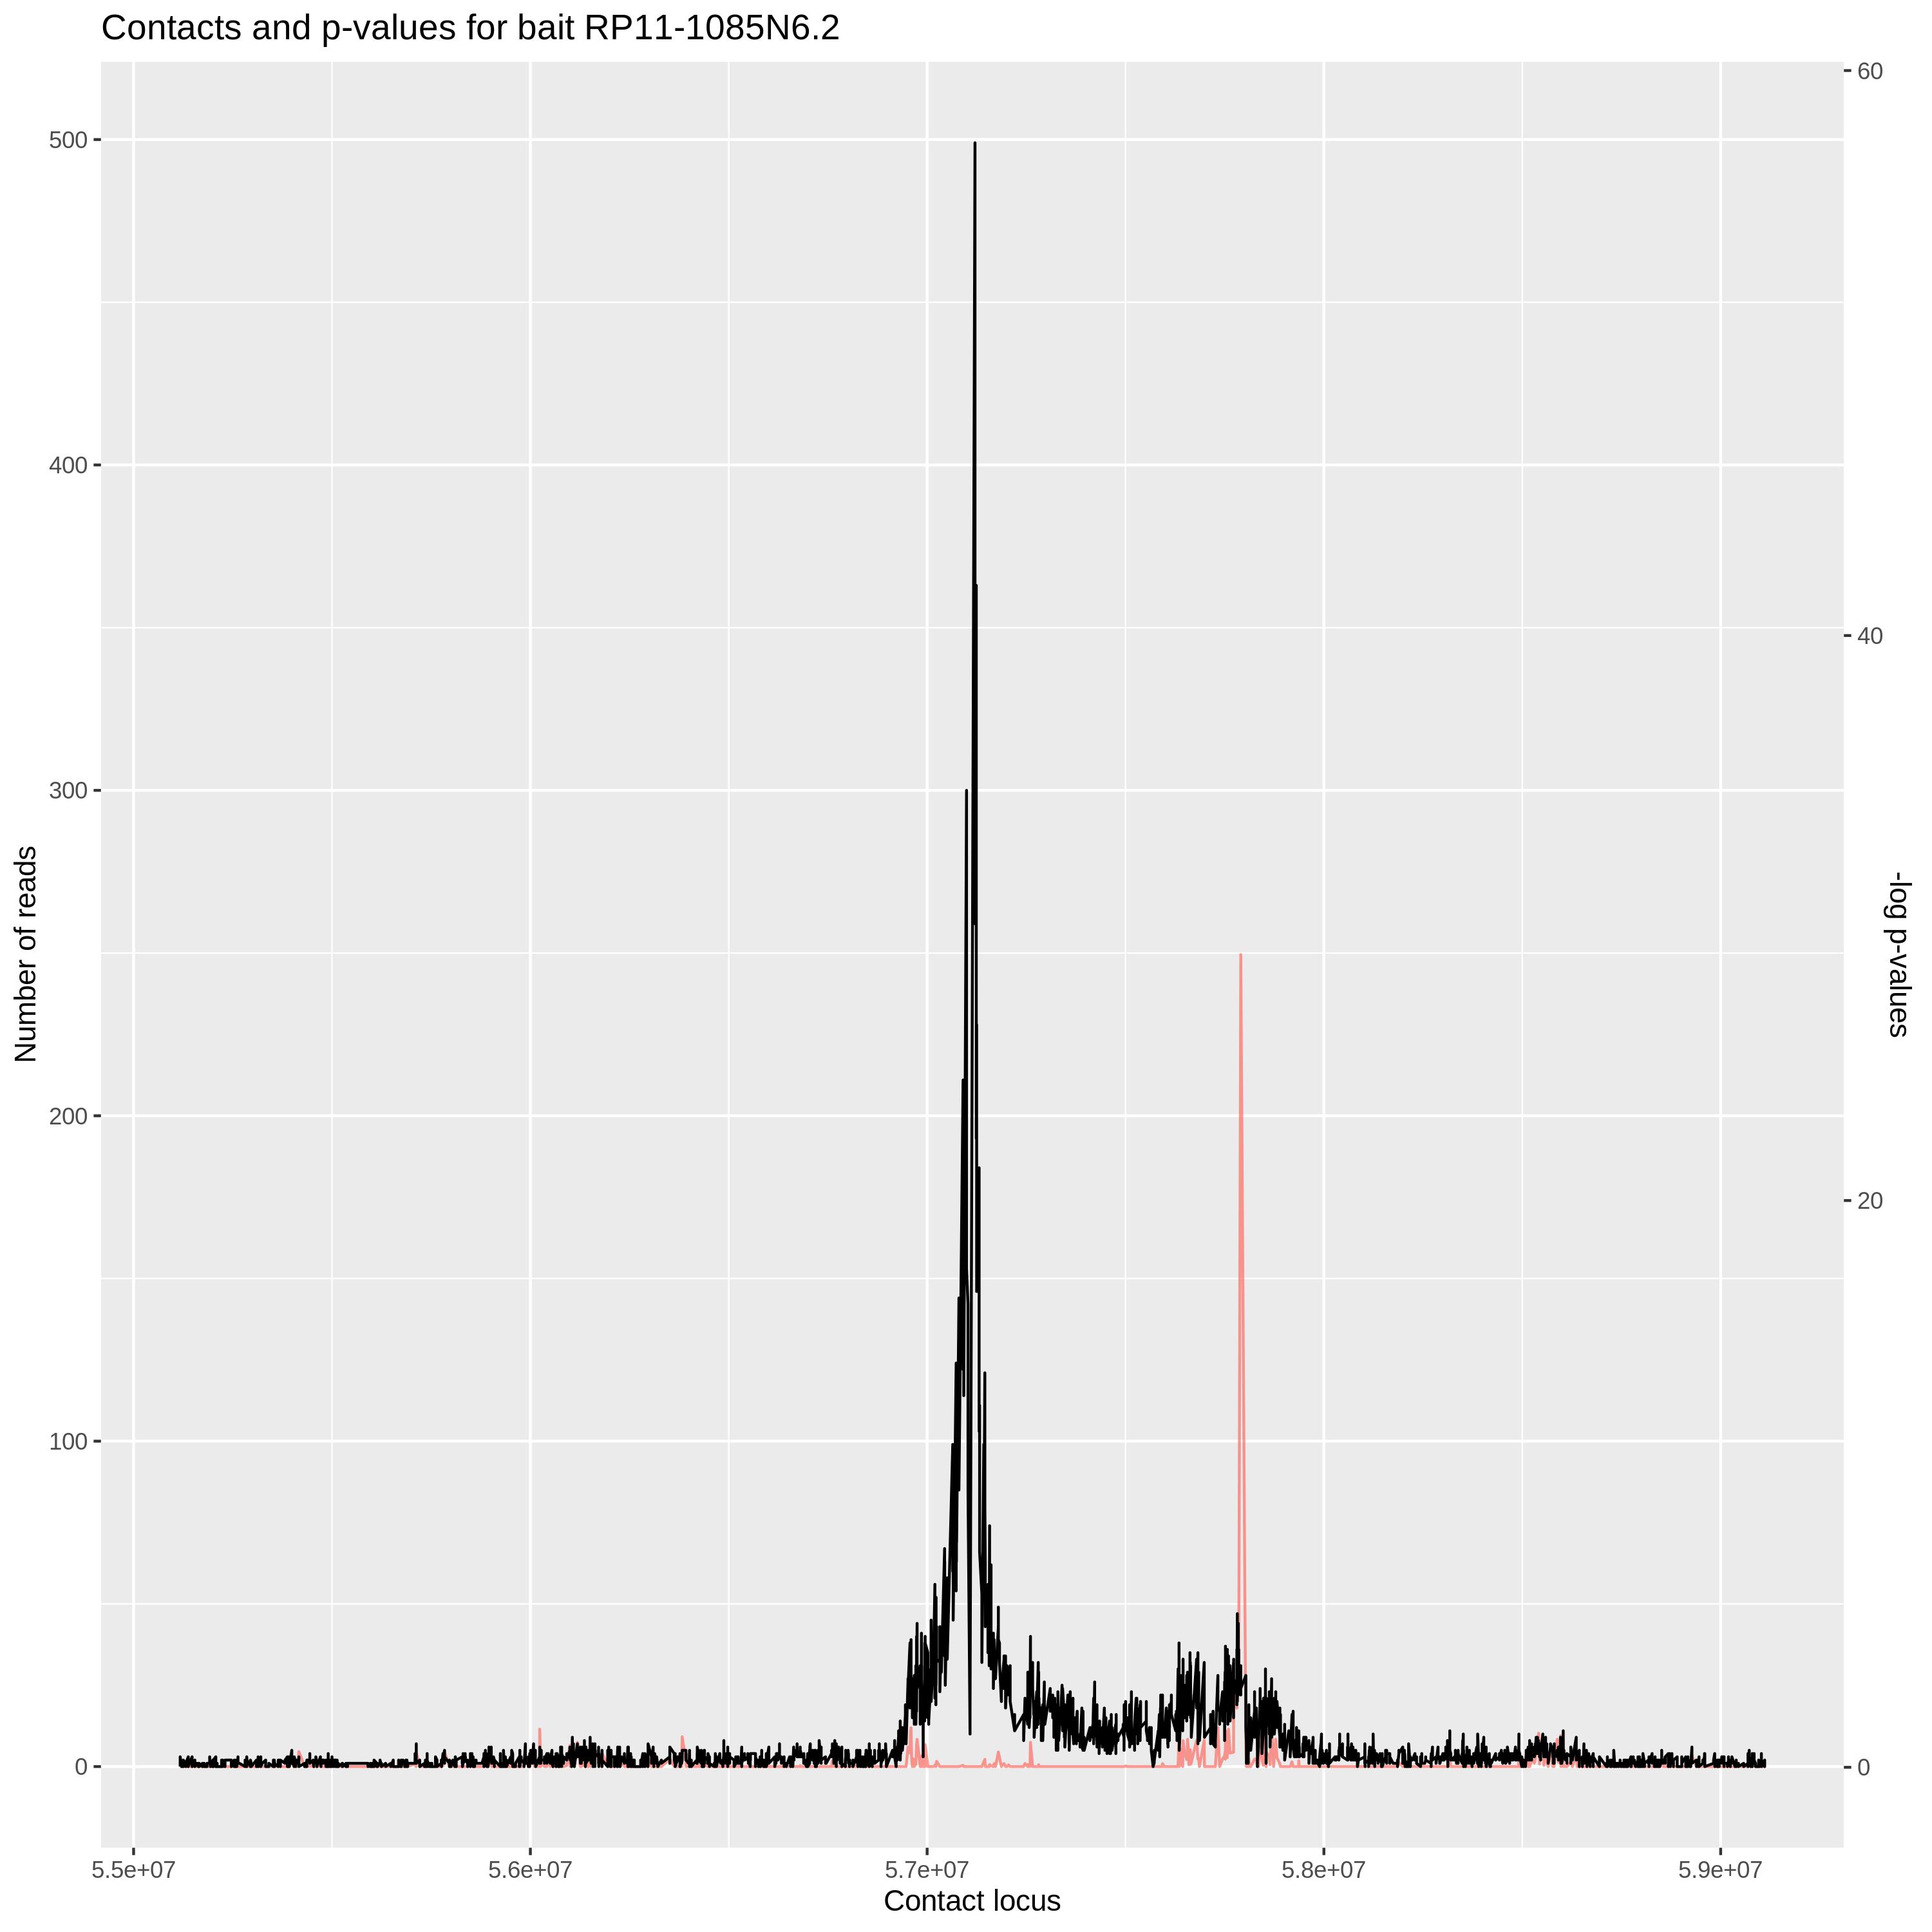 Contacts and p-values for bait RP11-1085N6.2
500
400
300
200
100
0
Number of reads
60
40
20
0
-log p-values
5.5e+07
5.6e+07
5.7e+07
5.8e+07
5.9e+07
Contact locus